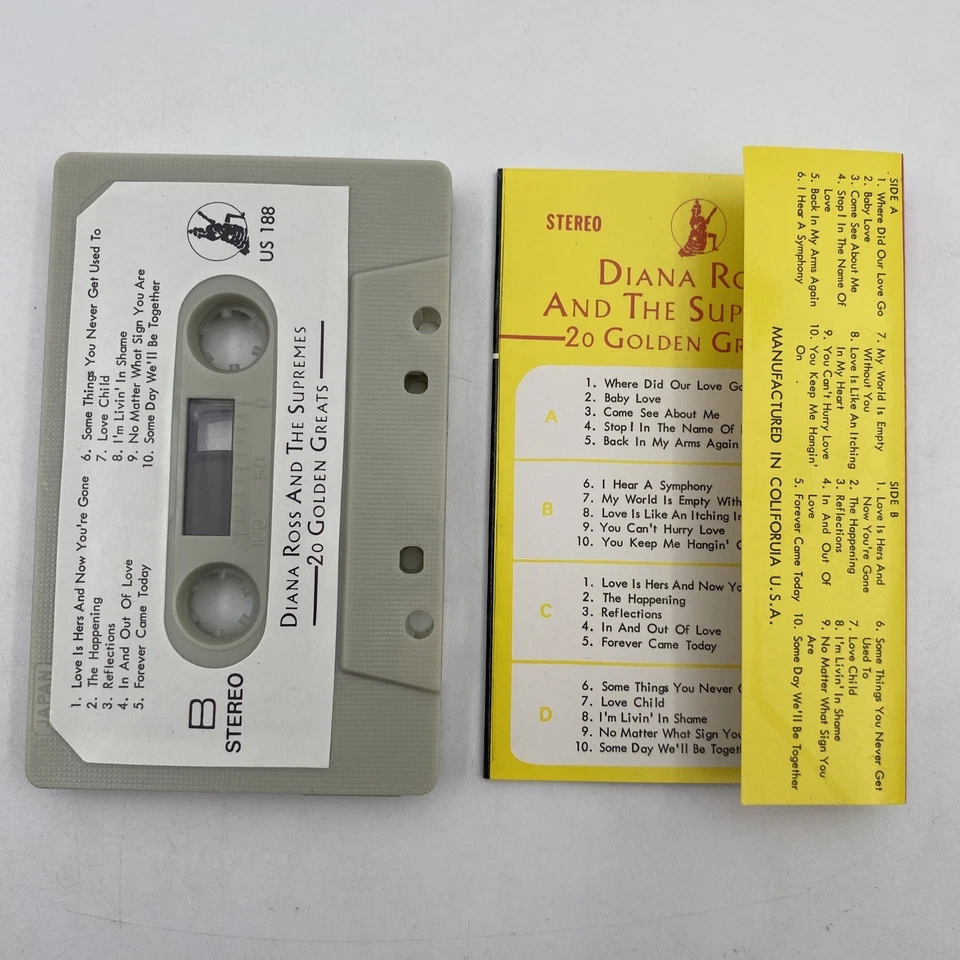 JAPAN
1. Love Is Hers And Now You're Gone
2. The Happening
3. Reflections
4. In And Out Of Love
5. Forever Came Today
6. Some Things You Never Get Used To
7. Love Child
8. I'm Livin' In Shame
9. No Matter What Sign You Are
10. Some Day We'll Be Together
US 188
0 50 100
B
STEREO
DIANA ROSS AND THE SUPREMES
20 GOLDEN GREATS
STEREO
DIANA RO
AND THE SUP
20 GOLDEN GR
A
1. Where Did Our Love Go
2. Baby Love
3. Come See About Me
4. Stop! In The Name Of
5. Back In My Arms Again
B
6. I Hear A Symphony
7. My World Is Empty With
8. Love Is Like An Itching In
9. You Can't Hurry Love
10. You Keep Me Hangin'
C
1. Love Is Hers And Now Yo
2. The Happening
3. Reflections
4. In And Out Of Love
5. Forever Came Today
D
6. Some Things You Never
7. Love Child
8. I'm Livin' In Shame
9. No Matter What Sign You
10. Some Day We'll Be Toget
SIDE A
1. Where Did Our Love Go
2. Baby Love
3. Come See About Me
4. Stop! In The Name Of
Love
5. Back In My Arms Again
6. I Hear A Symphony
7. My World Is Empty
Without You
8. Love Is Like An Itching
In My Heart
9. You Can't Hurry Love
10. You Keep Me Hangin'
On
SIDE B
1. Love Is Hers And
Now You're Gone
2. The Happening
3. Reflections
4. In And Out Of
Love
5. Forever Came Today
6. Some Things You Never Get
Used To
7. Love Child
8. I'm Livin' In Shame
9. No Matter What Sign You
Are
10. Some Day We'll Be Together
MANUFACTURED IN COLIFORUIA U.S.A.